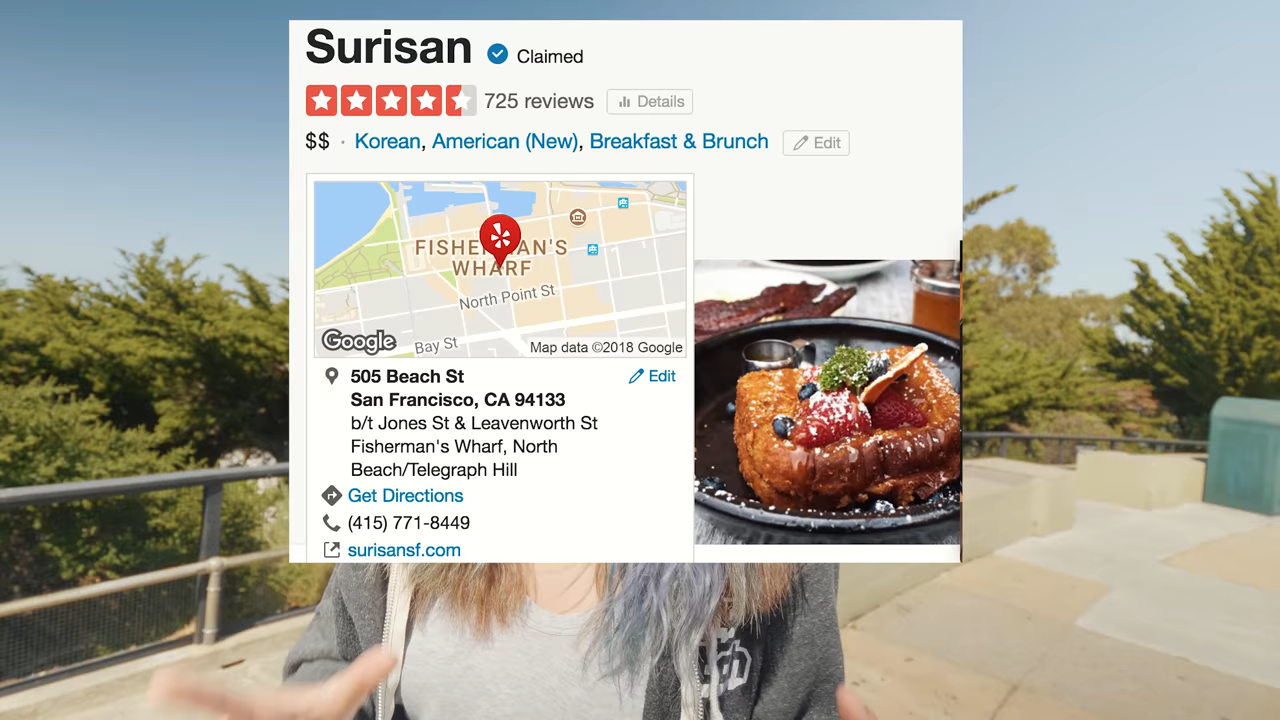 Surisan Claimed
725 reviews Details
$$ · Korean, American (New), Breakfast & Brunch Edit
FISHERMAN'S
WHARF
North Point St
Bay St
Google Map data ©2018 Google
505 Beach St Edit
San Francisco, CA 94133
b/t Jones St & Leavenworth St
Fisherman's Wharf, North
Beach/Telegraph Hill
Get Directions
(415) 771-8449
surisansf.com